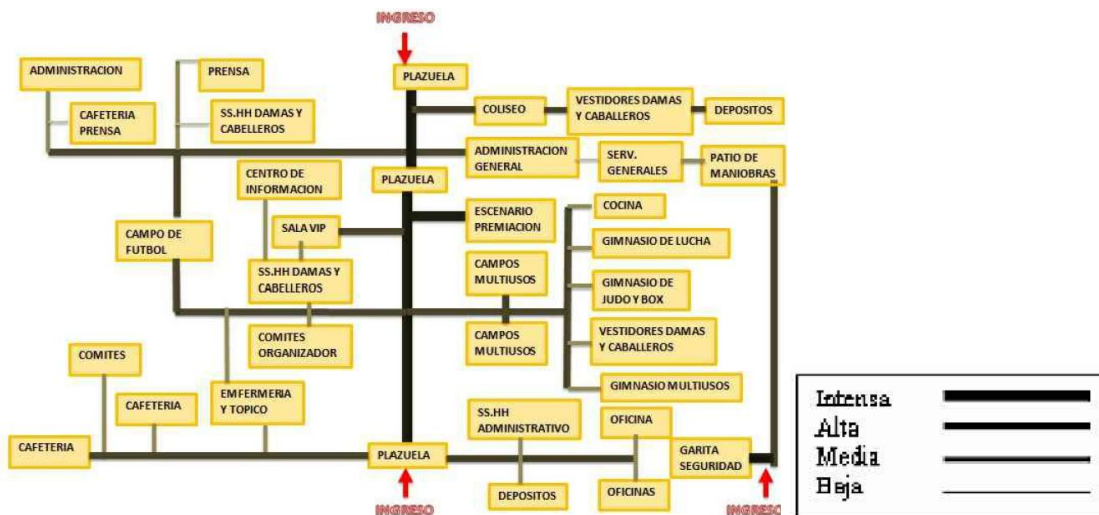 INGRESO
PLAZUELA
ADMINISTRACION
PRENSA
CAFETERIA
PRENSA
SS.HH DAMAS Y
CABELLEROS
COLISEO
VESTIDORES DAMAS
Y CABALLEROS
DEPOSITOS
ADMINISTRACION
GENERAL
SERV.
GENERALES
PATIO DE
MANIOBRAS
PLAZUELA
CENTRO DE
INFORMACION
SALA VIP
ESCENARIO
PREMIACION
COCINA
CAMPO DE
FUTBOL
GIMNASIO DE LUCHA
SS.HH DAMAS Y
CABELLEROS
CAMPOS
MULTIUSOS
GIMNASIO DE
JUDO Y BOX
COMITES
ORGANIZADOR
CAMPOS
MULTIUSOS
VESTIDORES DAMAS
Y CABALLEROS
COMITES
CAFETERIA
EMFERMERIA
Y TOPICO
GIMNASIO MULTIUSOS
SS.HH
ADMINISTRATIVO
OFICINA
CAFETERIA
PLAZUELA
GARITA
SEGURIDAD
DEPOSITOS
OFICINAS
INGRESO
INGRESO
Intensa
Alta
Media
Baja